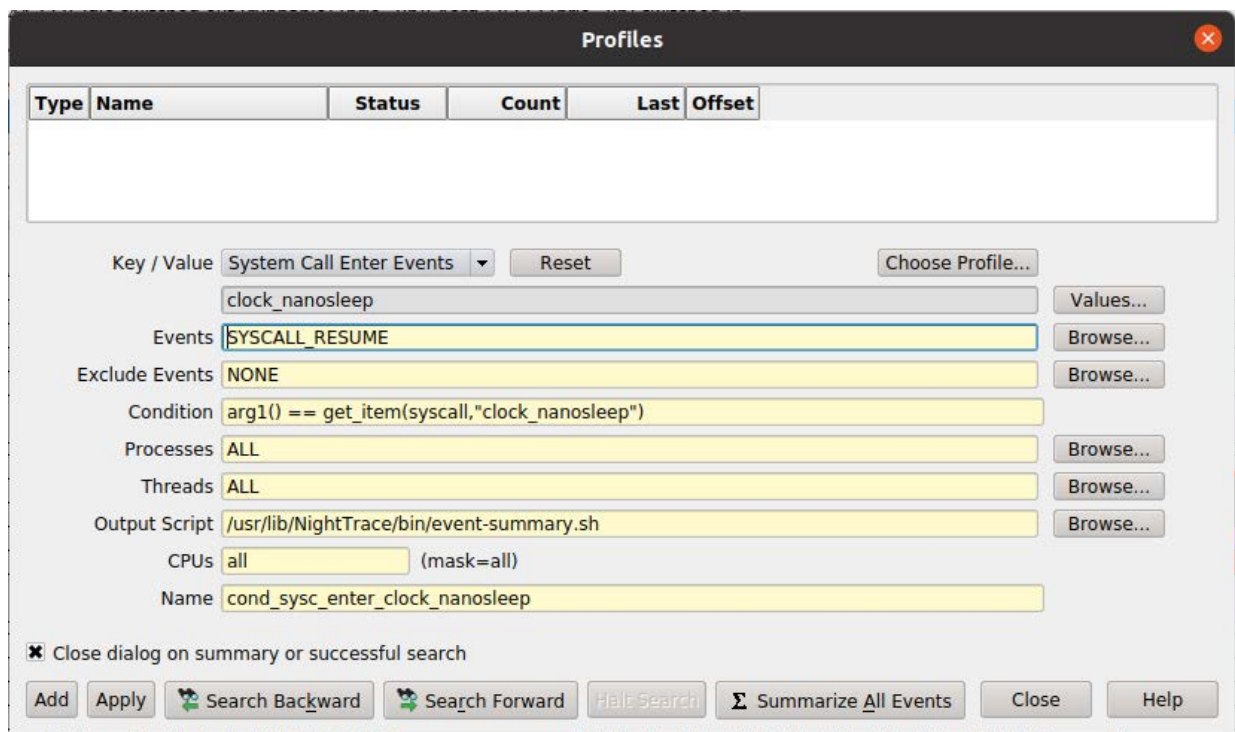 Profiles
Type Name Status Count Last Offset
Key / Value System Call Enter Events Reset Choose Profile...
clock_nanosleep Values...
Events SYSCALL_RESUME Browse...
Exclude Events NONE Browse...
Condition arg1() == get_item(syscall,"clock_nanosleep")
Processes ALL Browse...
Threads ALL Browse...
Output Script /usr/lib/NightTrace/bin/event-summary.sh Browse...
CPUs all (mask=all)
Name cond_sysc_enter_clock_nanosleep
Close dialog on summary or successful search
Add Apply Search Backward Search Forward Halt Search Σ Summarize All Events Close Help